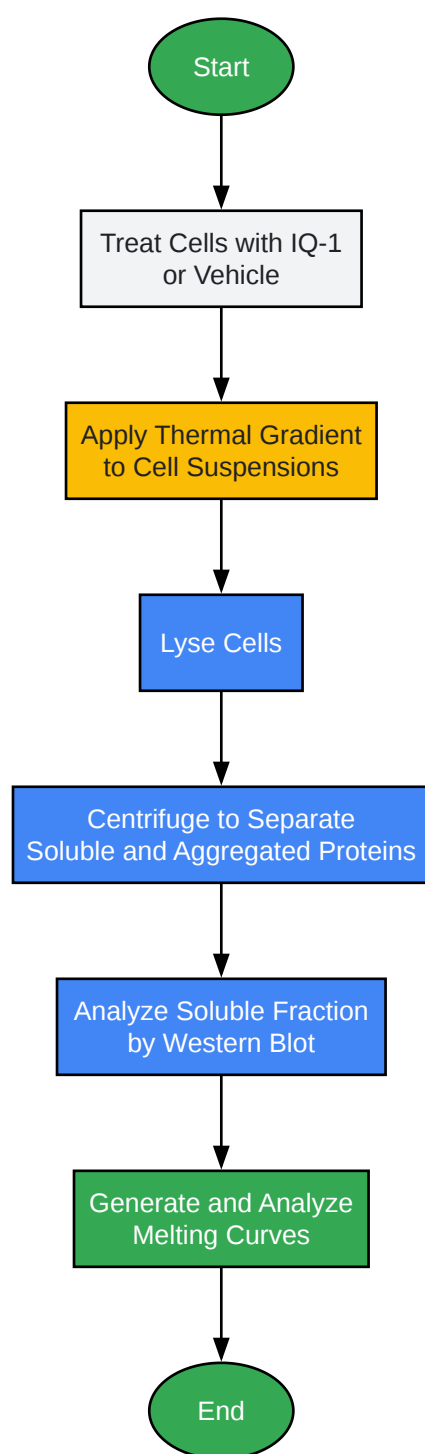 Start
Treat Cells with IQ-1
or Vehicle
Apply Thermal Gradient
to Cell Suspensions
Lyse Cells
Centrifuge to Separate
Soluble and Aggregated Proteins
Analyze Soluble Fraction
by Western Blot
Generate and Analyze
Melting Curves
End